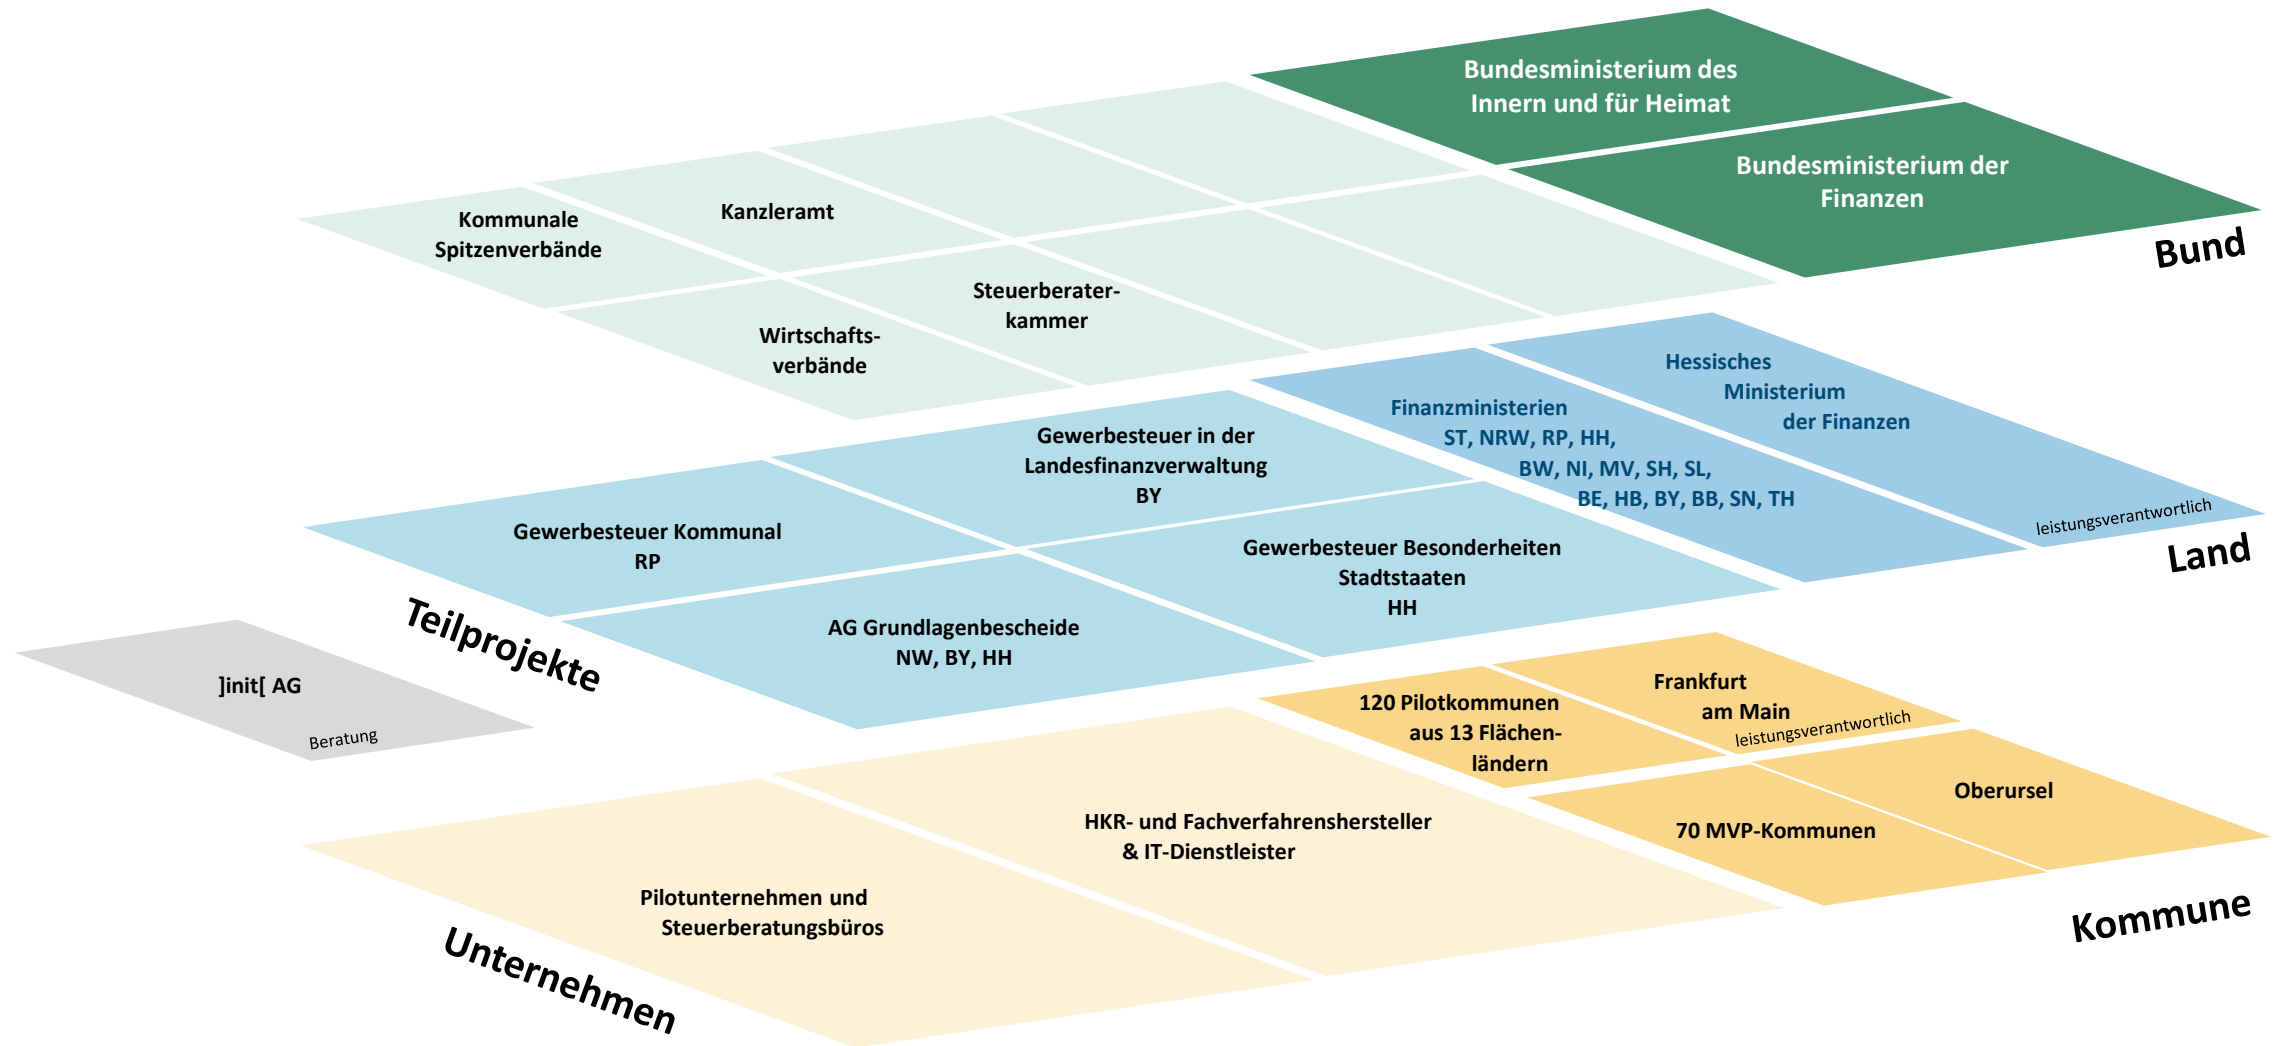 Bundesministerium des
Innern und für Heimat
Bundesministerium der
Finanzen
Bund
Kommunale
Spitzenverbände
Kanzleramt
Steuerberater-
kammer
Wirtschafts-
verbände
Hessisches
Ministerium
der Finanzen
leistungsverantwortlich
Finanzministerien
ST, NRW, RP, HH,
BW, NI, MV, SH, SL,
BE, HB, BY, BB, SN, TH
Land
Gewerbesteuer in der
Landesfinanzverwaltung
BY
Gewerbesteuer Kommunal
RP
Gewerbesteuer Besonderheiten
Stadtstaaten
HH
AG Grundlagenbescheide
NW, BY, HH
Teilprojekte
]init[ AG
Beratung
Frankfurt
am Main
leistungsverantwortlich
120 Pilotkommunen
aus 13 Flächen-
ländern
Oberursel
70 MVP-Kommunen
Kommune
HKR- und Fachverfahrenshersteller
& IT-Dienstleister
Pilotunternehmen und
Steuerberatungsbüros
Unternehmen